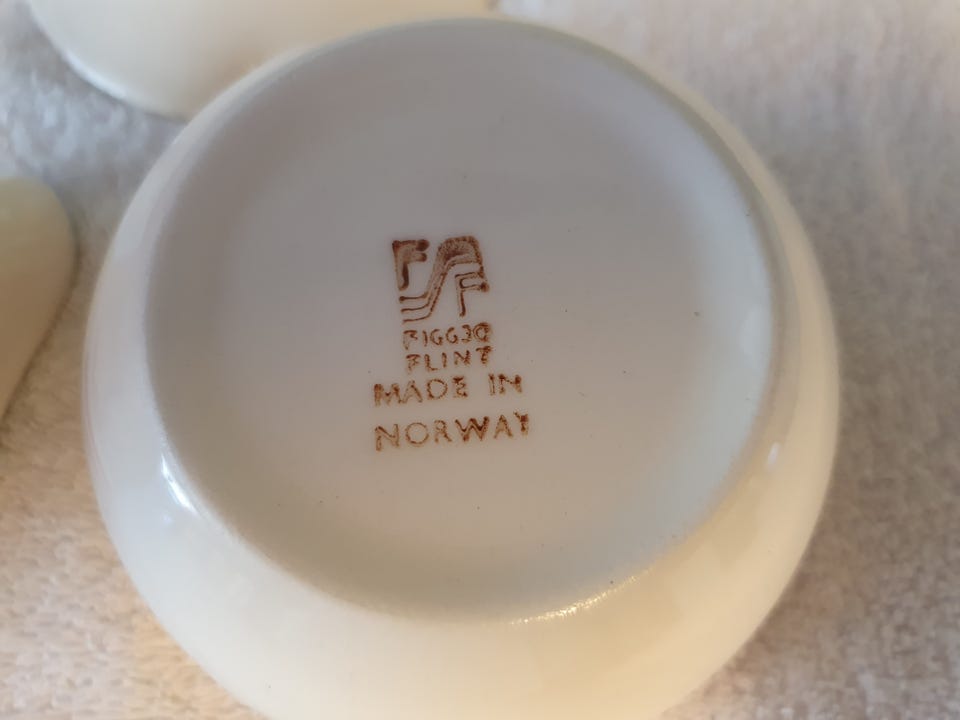 F F
FIGGJO
FLINT
MADE IN
NORWAY